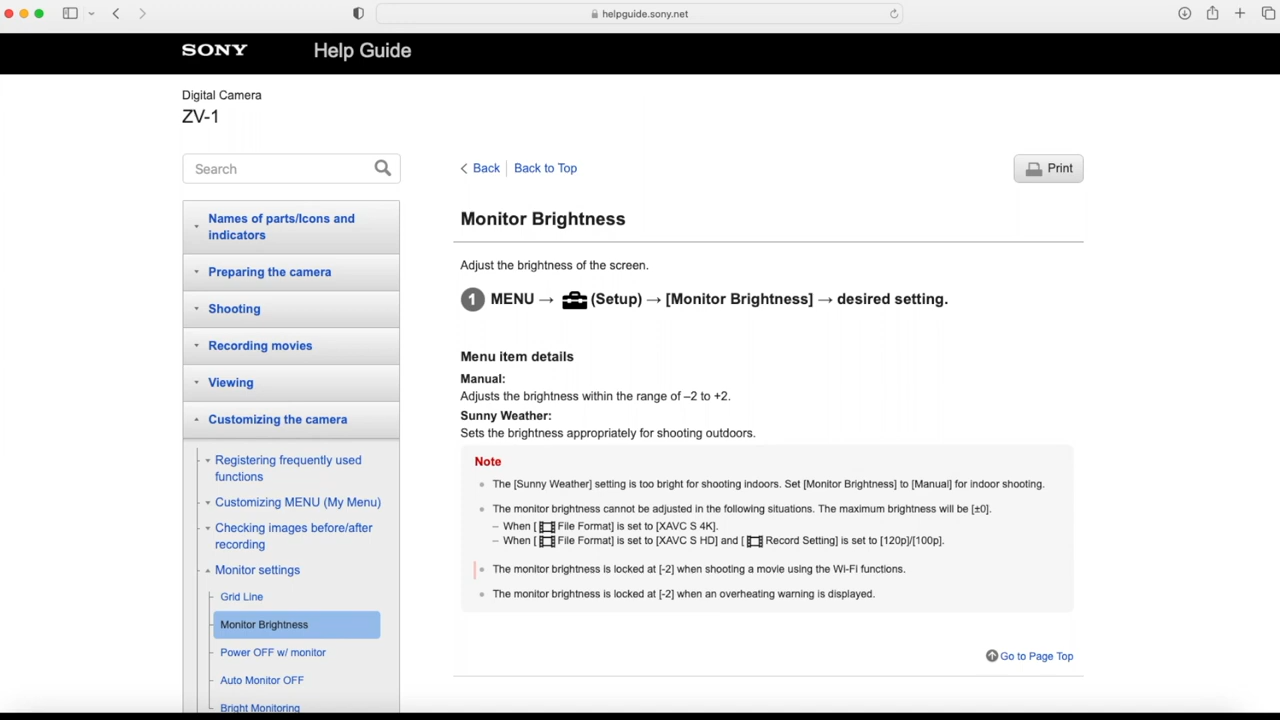 helpguide.sony.net
SONY
Help Guide
Digital Camera
ZV-1
Search
Names of parts/Icons and
indicators
Preparing the camera
Shooting
Recording movies
Viewing
Customizing the camera
Registering frequently used
functions
Customizing MENU (My Menu)
Checking images before/after
recording
Monitor settings
Grid Line
Monitor Brightness
Power OFF w/ monitor
Auto Monitor OFF
Bright Monitoring
Back
Back to Top
Print
Monitor Brightness
Adjust the brightness of the screen.
1 MENU → (Setup) → [Monitor Brightness] → desired setting.
Menu item details
Manual:
Adjusts the brightness within the range of –2 to +2.
Sunny Weather:
Sets the brightness appropriately for shooting outdoors.
Note
The [Sunny Weather] setting is too bright for shooting indoors. Set [Monitor Brightness] to [Manual] for indoor shooting.
The monitor brightness cannot be adjusted in the following situations. The maximum brightness will be [±0].
– When [ File Format] is set to [XAVC S 4K].
– When [ File Format] is set to [XAVC S HD] and [ Record Setting] is set to [120p]/[100p].
The monitor brightness is locked at [-2] when shooting a movie using the Wi-Fi functions.
The monitor brightness is locked at [-2] when an overheating warning is displayed.
Go to Page Top